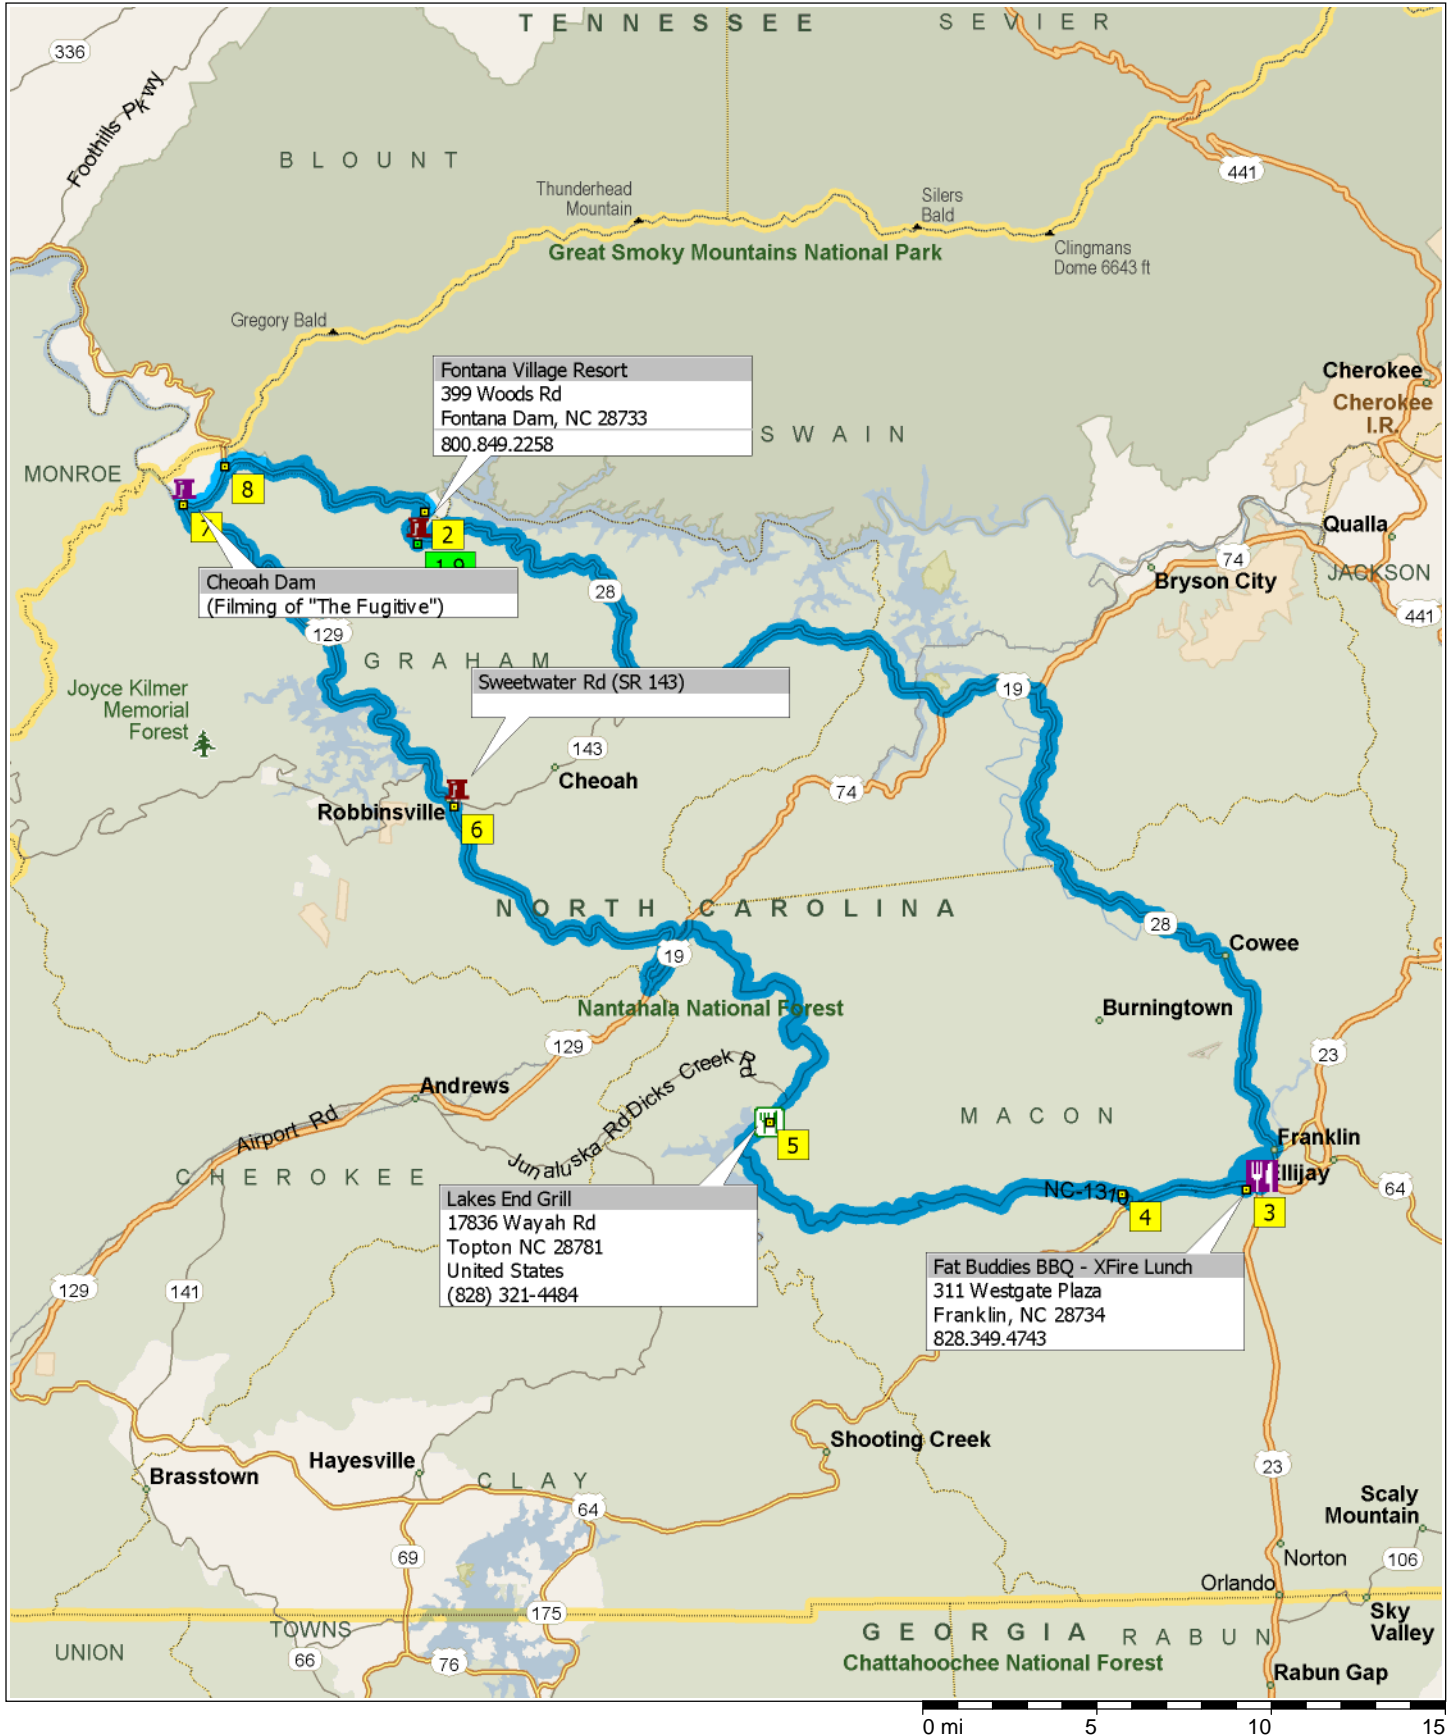 TENNESSEE
SEVIER
336
Foothills Pkwy
BLOUNT
441
Thunderhead
Mountain
Silers
Bald
Great Smoky Mountains National Park
Clingmans
Dome 6643 ft
Gregory Bald
Fontana Village Resort
399 Woods Rd
Fontana Dam, NC 28733
800.849.2258
Cherokee
Cherokee
I.R.
SWAIN
MONROE
8
7
2
1,9
Qualla
74
JACKSON
Bryson City
441
Cheoah Dam
(Filming of "The Fugitive")
28
129
GRAHAM
Sweetwater Rd (SR 143)
19
Joyce Kilmer
Memorial
Forest
143
Cheoah
74
Robbinsville
6
NORTH CAROLINA
28
Cowee
19
Nantahala National Forest
Burningtown
129
23
Dicks Creek Rd
Andrews
Airport Rd
Junaluska Rd
MACON
5
Franklin
CHEROKEE
Ellijay
64
NC-1310
4
3
Lakes End Grill
17836 Wayah Rd
Topton NC 28781
United States
(828) 321-4484
Fat Buddies BBQ - XFire Lunch
311 Westgate Plaza
Franklin, NC 28734
828.349.4743
129
141
Shooting Creek
Hayesville
Brasstown
CLAY
23
64
Scaly
Mountain
69
Norton
106
Orlando
175
Sky
Valley
TOWNS
UNION
66
76
GEORGIA
RABUN
Chattahoochee National Forest
Rabun Gap
0 mi 5 10 15